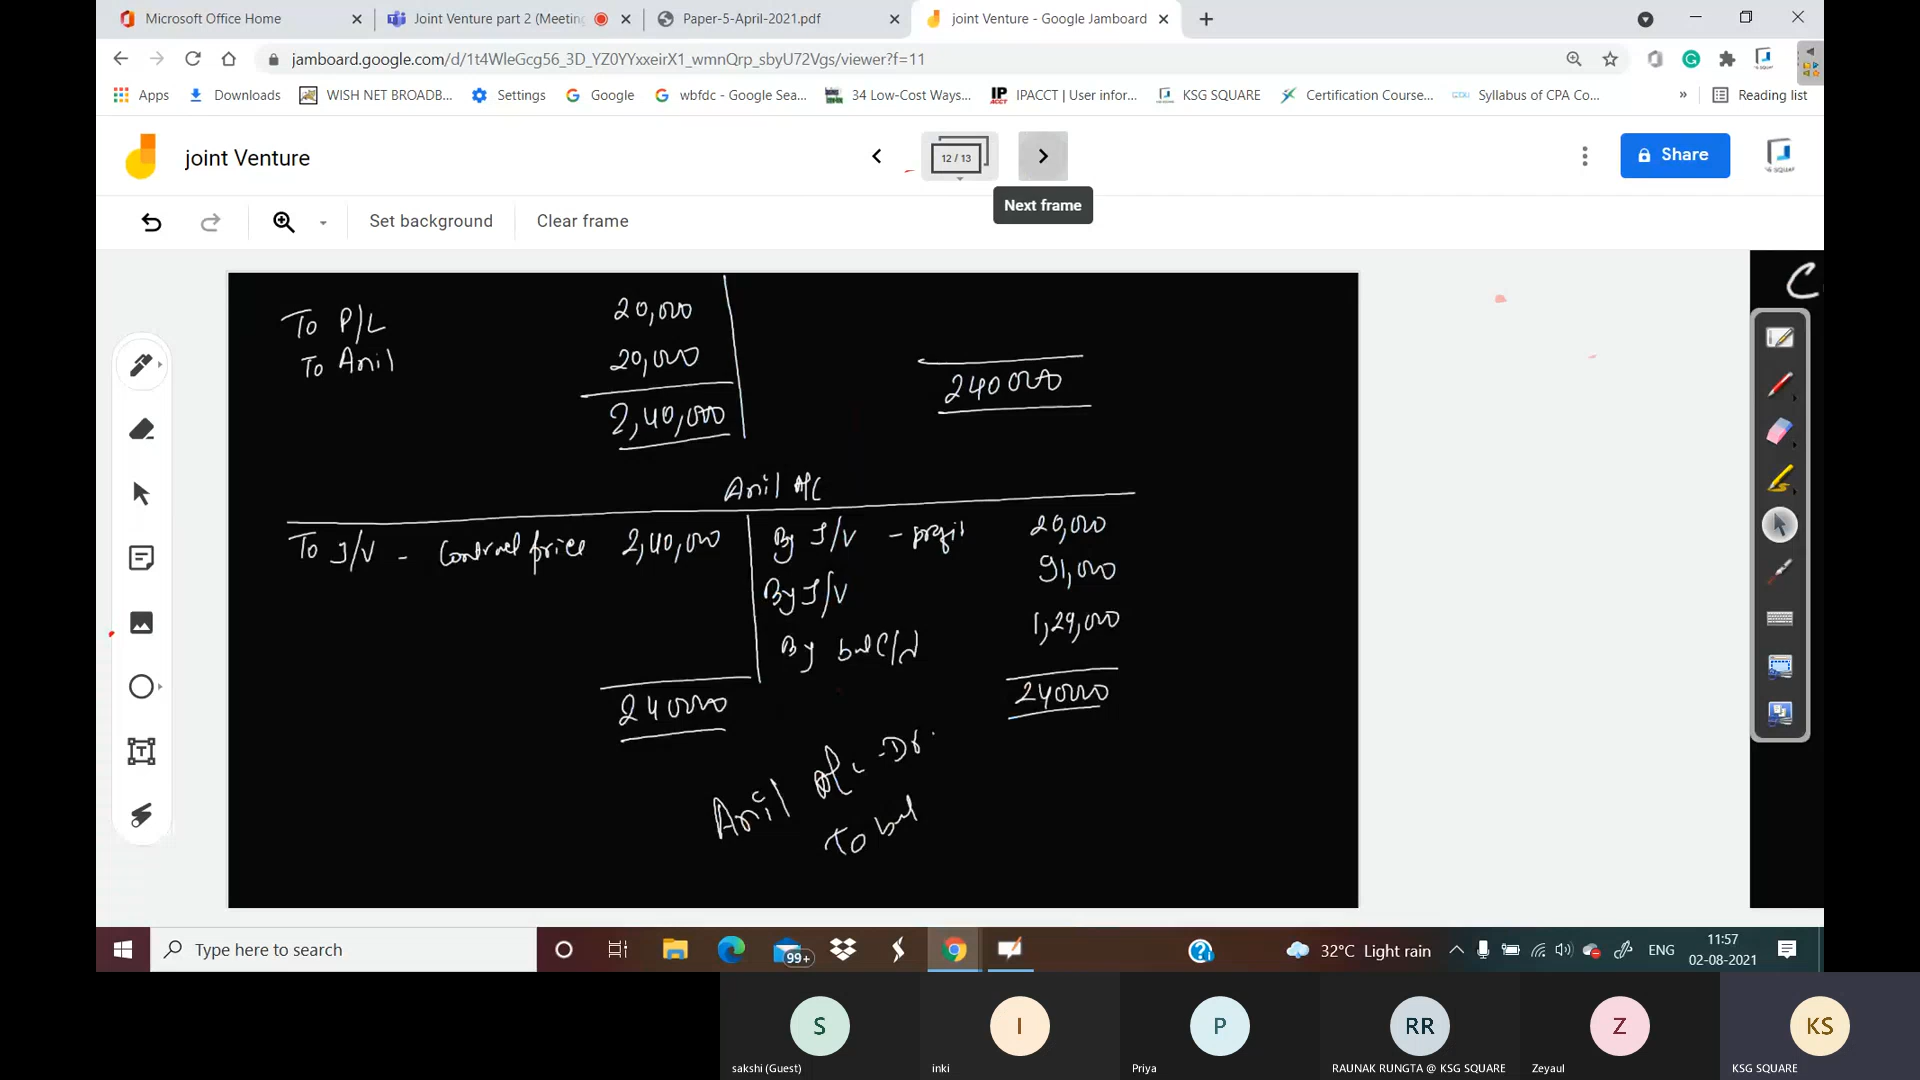 Microsoft Office Home
Joint Venture part 2 (Meetin
Paper-5-April-2021.pdf
joint Venture - Google Jamboard
jamboard.google.com/d/1t4WleGcg56_3D_YZ0YYxxeirX1_wmnQrp_sbyU72Vgs/viewer?f=11
Apps
Downloads
WISH NET BROADB...
Settings
Google
wbfdc - Google Sea...
34 Low-Cost Ways...
IPACCT | User infor...
KSG SQUARE
Certification Course...
Syllabus of CPA Co...
»
Reading list
joint Venture
12 / 13
Share
Next frame
Set background
Clear frame
To P/L 20,000
To Anil 20,000
2,40,000 240000
Anil A/C
To J/V - Contract price 2,40,000 By J/V - profit 20,000
By J/V 91,000
By bal C/d 1,29,000
240000 240000
Anil A/c - Dr.
To bal
C
Type here to search
99+
32°C Light rain
ENG
11:57
02-08-2021
S
I
P
RR
Z
KS
sakshi (Guest)
inki
Priya
RAUNAK RUNGTA @ KSG SQUARE
Zeyaul
KSG SQUARE